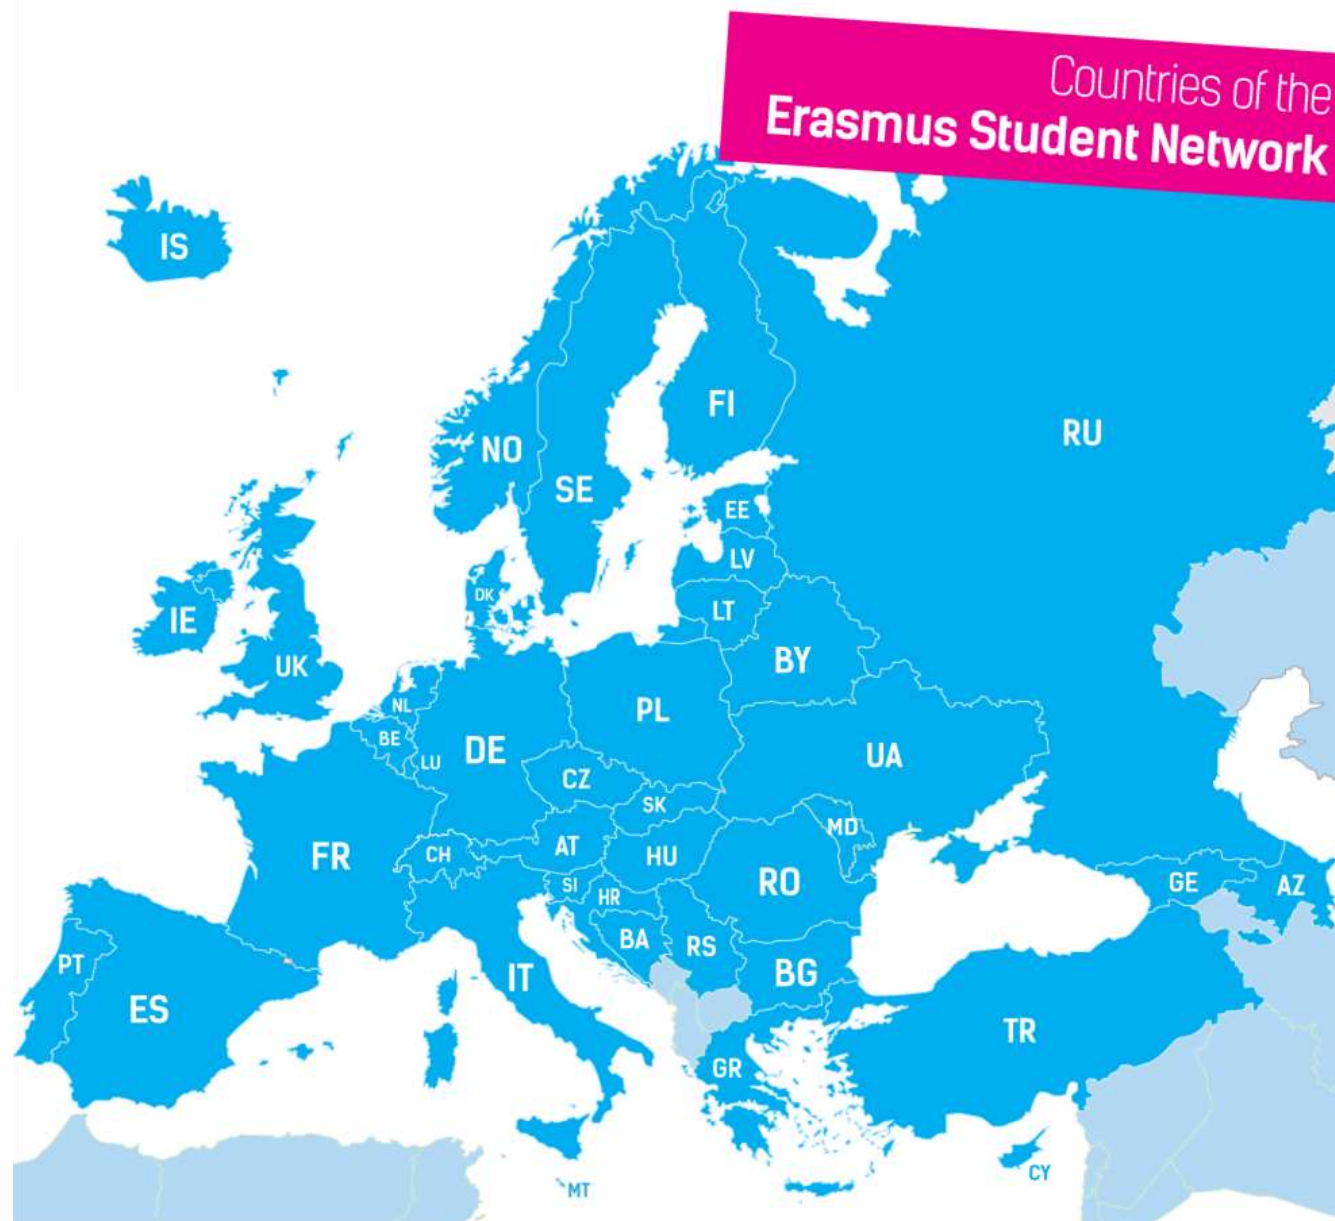 Countries of the
Erasmus Student Network
IS
FI
RU
NO
SE
EE
LV
DK
LT
IE
BY
UK
NL
PL
BE
DE
UA
LU
CZ
SK
MD
FR
CH
AT
HU
RO
SI
HR
GE
AZ
BA
RS
PT
IT
BG
ES
TR
GR
CY
MT